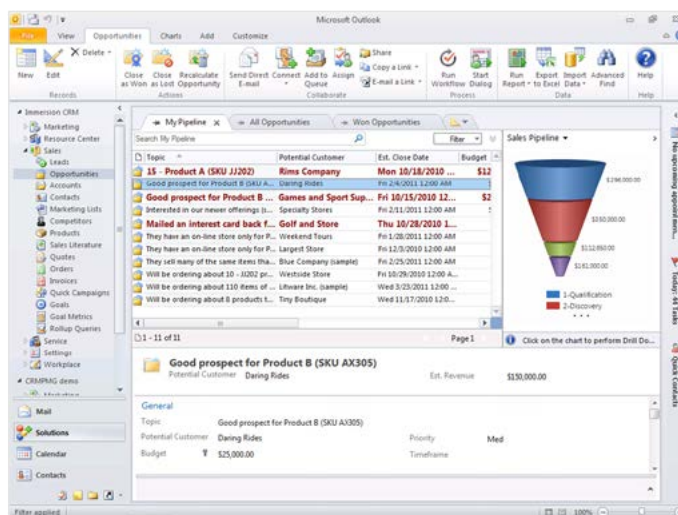 Microsoft Outlook
File View Opportunities Charts Add Customize
New Edit Delete
Close as Won Close as Lost Recalculate Opportunity
Send Direct E-mail Connect Add to Queue Assign
Share
Copy a Link
E-mail a Link
Run Workflow Start Dialog
Run Report Export to Excel Import Data Advanced Find
Help
Records Actions Collaborate Process Data Help
Immersion CRM
Marketing
Resource Center
Sales
Leads
Opportunities
Accounts
Contacts
Marketing Lists
Competitors
Products
Sales Literature
Quotes
Orders
Invoices
Quick Campaigns
Goals
Goal Metrics
Rollup Queries
Service
Settings
Workplace
CRMPMG demo
Mail
Solutions
Calendar
Contacts
My Pipeline x All Opportunities Won Opportunities
Search My Pipeline Filter
Topic Potential Customer Est. Close Date Budget
15 - Product A (SKU JJ202) Rims Company Mon 10/18/2010 ... $12
Good prospect for Product B (SKU A... Daring Rides Fri 2/4/2011 12:00 AM
Good prospect for Product B ... Games and Sport Sup... Fri 10/15/2010 12... $2
Interested in our newer offerings (s... Specialty Stores Fri 2/11/2011 12:00 AM
Mailed an interest card back f... Golf and Store Thu 10/28/2010 1...
They have an on-line store only for P... Weekend Tours Fri 1/28/2011 12:00 AM
They have an on-line store only for P... Largest Store Fri 12/3/2010 12:00 AM
They sell many of the same items tha... Blue Company (sample) Fri 2/25/2011 12:00 AM
Will be ordering about 10 - JJ202 pr... Westside Store Fri 10/29/2010 12:00 A...
Will be ordering about 110 items of ... Litware Inc. (sample) Wed 3/23/2011 12:00 ...
Will be ordering about 8 products t... Tiny Boutique Wed 11/17/2010 12:0...
1 - 11 of 11 Page 1
Sales Pipeline
$350,000.00
1-Qualification
2-Discovery
Click on the chart to perform Drill Do...
No upcoming appointmen...
Today: 44 Tasks
Quick Contacts
Good prospect for Product B (SKU AX305)
Potential Customer Daring Rides Est. Revenue $150,000.00
General
Topic Good prospect for Product B (SKU AX305)
Potential Customer Daring Rides Priority Med
Budget $25,000.00 Timeframe
Filter applied 100%